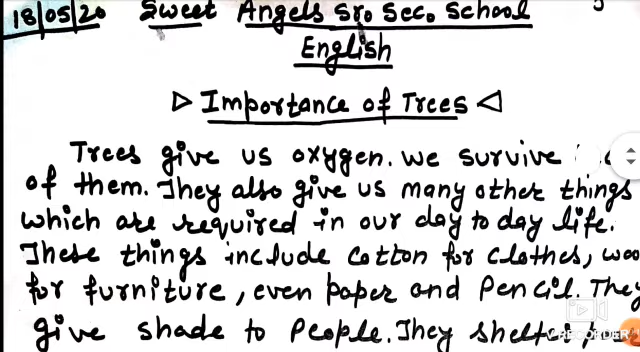 18/05/20 Sweet Angels Sr. Sec. School
English
Importance of Trees
Trees give us oxygen. we survive
of them. They also give us many other things
which are required in our day to day life.
These things include cotton for clothes,
for furniture, even paper and Pencil. They
give shade to People. They
V RECORDER